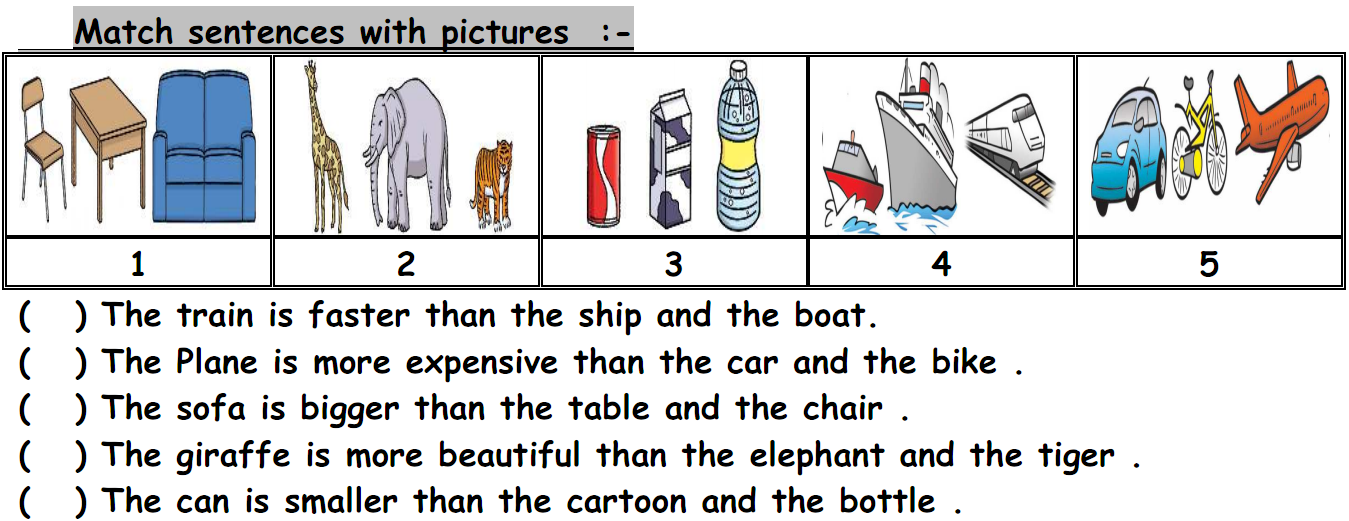 Match sentences with pictures :-
1 2 3 4 5
( ) The train is faster than the ship and the boat.
( ) The Plane is more expensive than the car and the bike .
( ) The sofa is bigger than the table and the chair .
( ) The giraffe is more beautiful than the elephant and the tiger .
( ) The can is smaller than the cartoon and the bottle .